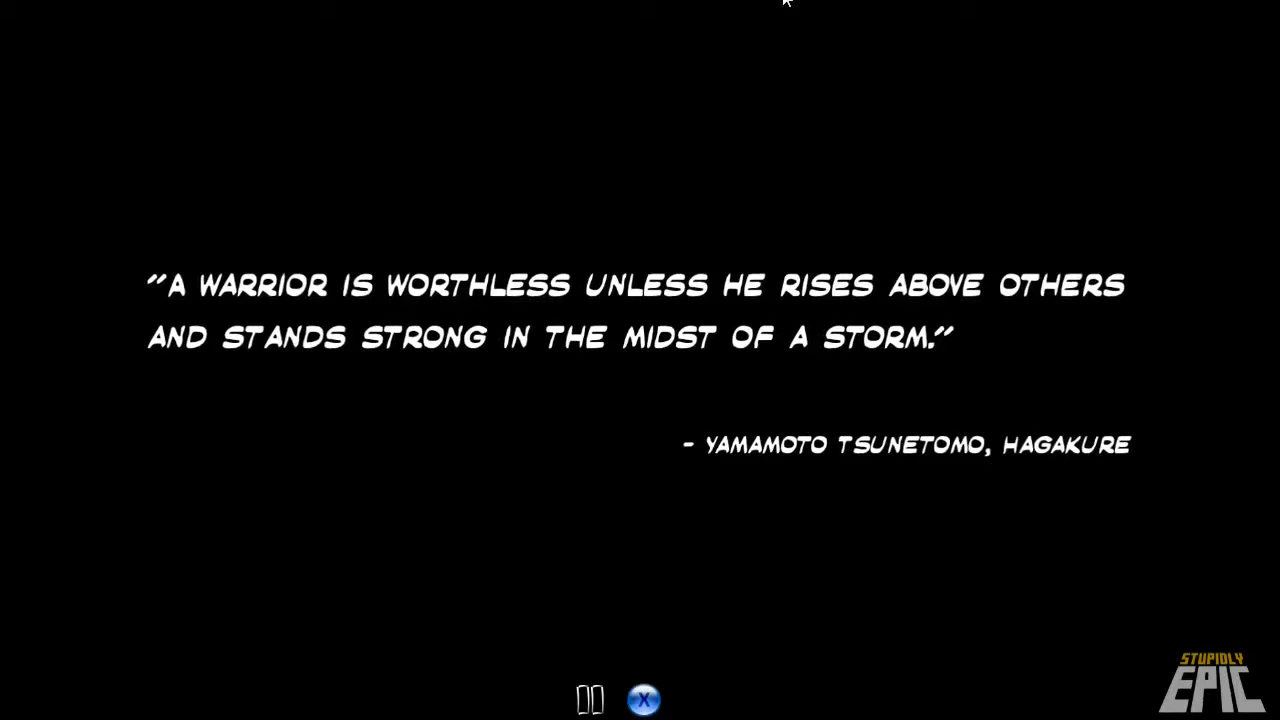 "A WARRIOR IS WORTHLESS UNLESS HE RISES ABOVE OTHERS
AND STANDS STRONG IN THE MIDST OF A STORM."
- YAMAMOTO TSUNETOMO, HAGAKURE
X
STUPIDLY
EPIC